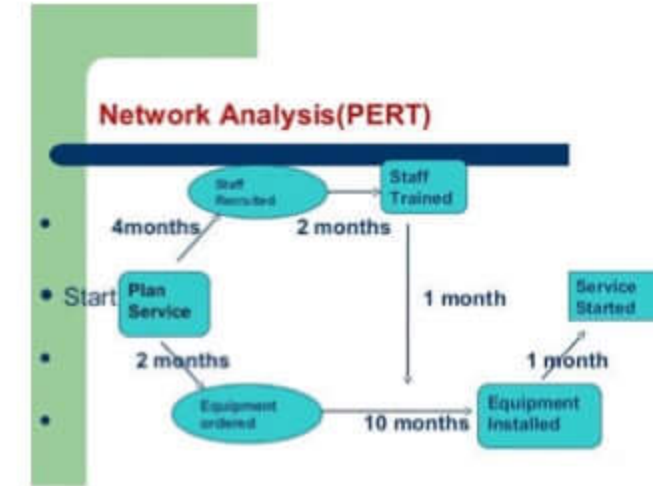 Network Analysis(PERT)
Staff
Recruited
Staff
Trained
4months
2 months
Start
Plan
Service
1 month
Service
Started
2 months
1 month
Equipment
ordered
10 months
Equipment
Installed